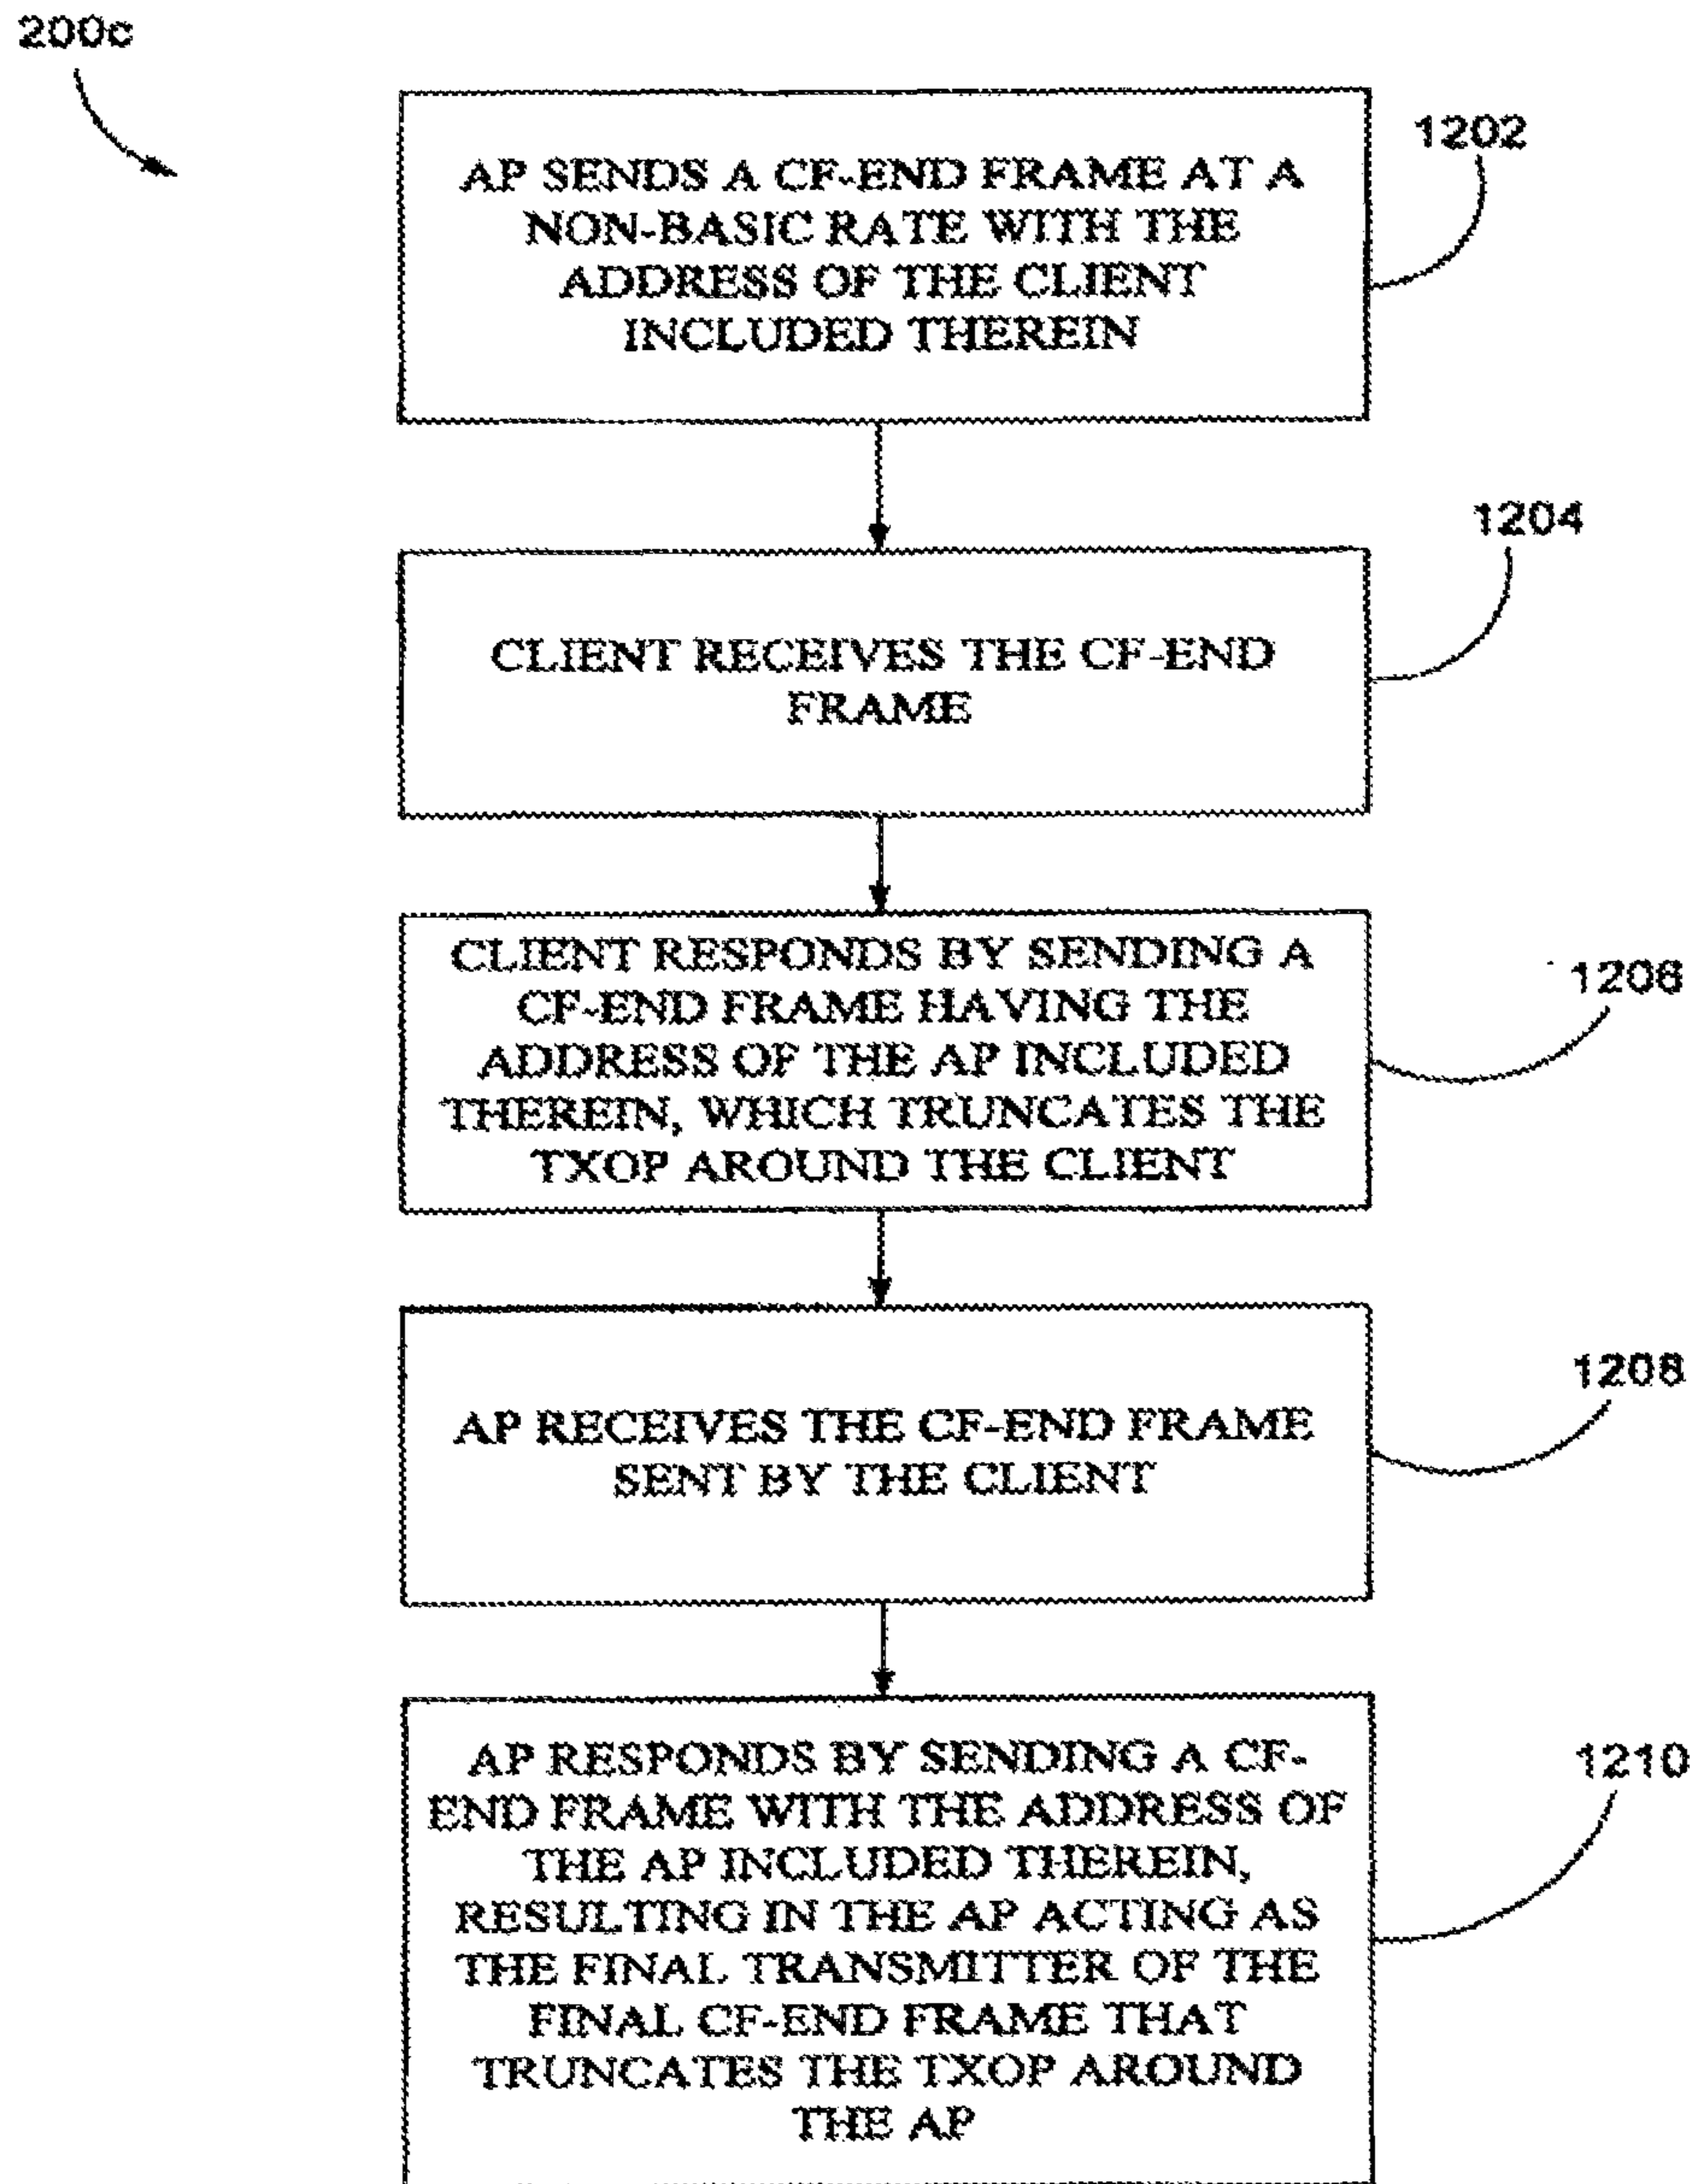 200c
AP SENDS A CF-END FRAME AT A
NON-BASIC RATE WITH THE
ADDRESS OF THE CLIENT
INCLUDED THEREIN
1202
CLIENT RECEIVES THE CF-END
FRAME
1204
CLIENT RESPONDS BY SENDING A
CF-END FRAME HAVING THE
ADDRESS OF THE AP INCLUDED
THEREIN, WHICH TRUNCATES THE
TXOP AROUND THE CLIENT
1206
AP RECEIVES THE CF-END FRAME
SENT BY THE CLIENT
1208
AP RESPONDS BY SENDING A CF-
END FRAME WITH THE ADDRESS OF
THE AP INCLUDED THEREIN,
RESULTING IN THE AP ACTING AS
THE FINAL TRANSMITTER OF THE
FINAL CF-END FRAME THAT
TRUNCATES THE TXOP AROUND
THE AP
1210